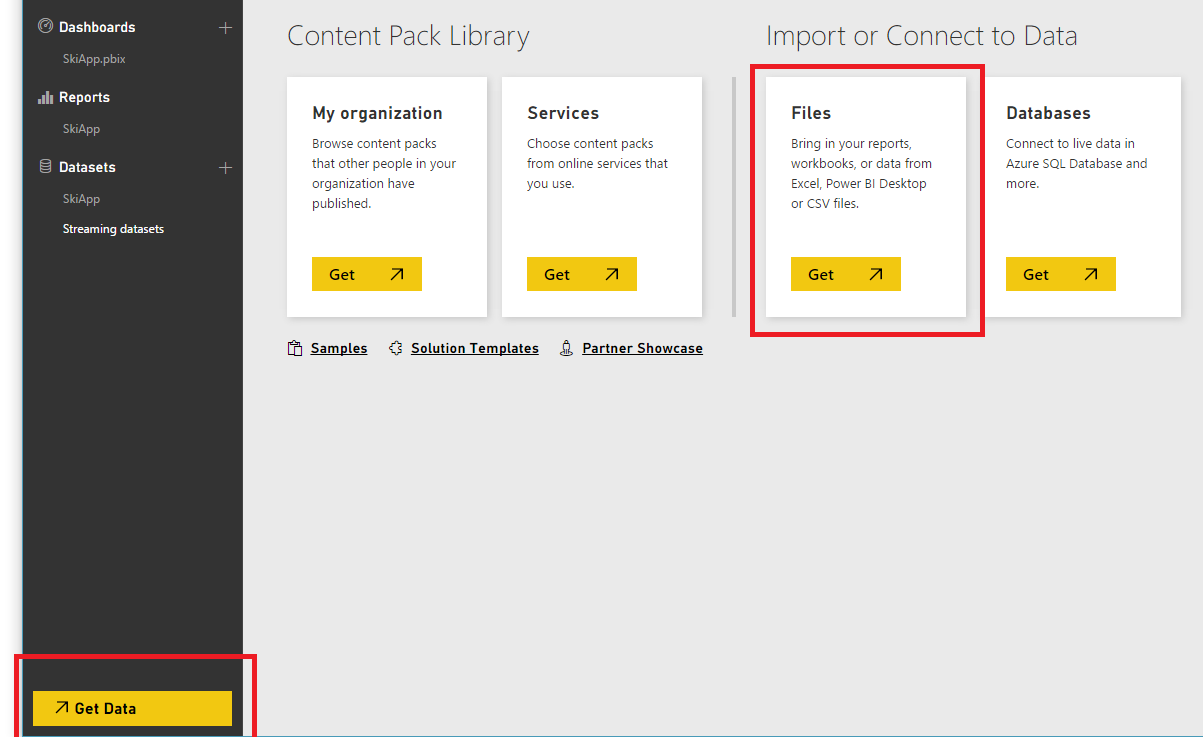 Dashboards
SkiApp.pbix
Reports
SkiApp
Datasets
SkiApp
Streaming datasets
Get Data
Content Pack Library
My organization
Browse content packs
that other people in your
organization have
published.
Get
Services
Choose content packs
from online services that
you use.
Get
Samples
Solution Templates
Partner Showcase
Import or Connect to Data
Files
Bring in your reports,
workbooks, or data from
Excel, Power BI Desktop
or CSV files.
Get
Databases
Connect to live data in
Azure SQL Database and
more.
Get